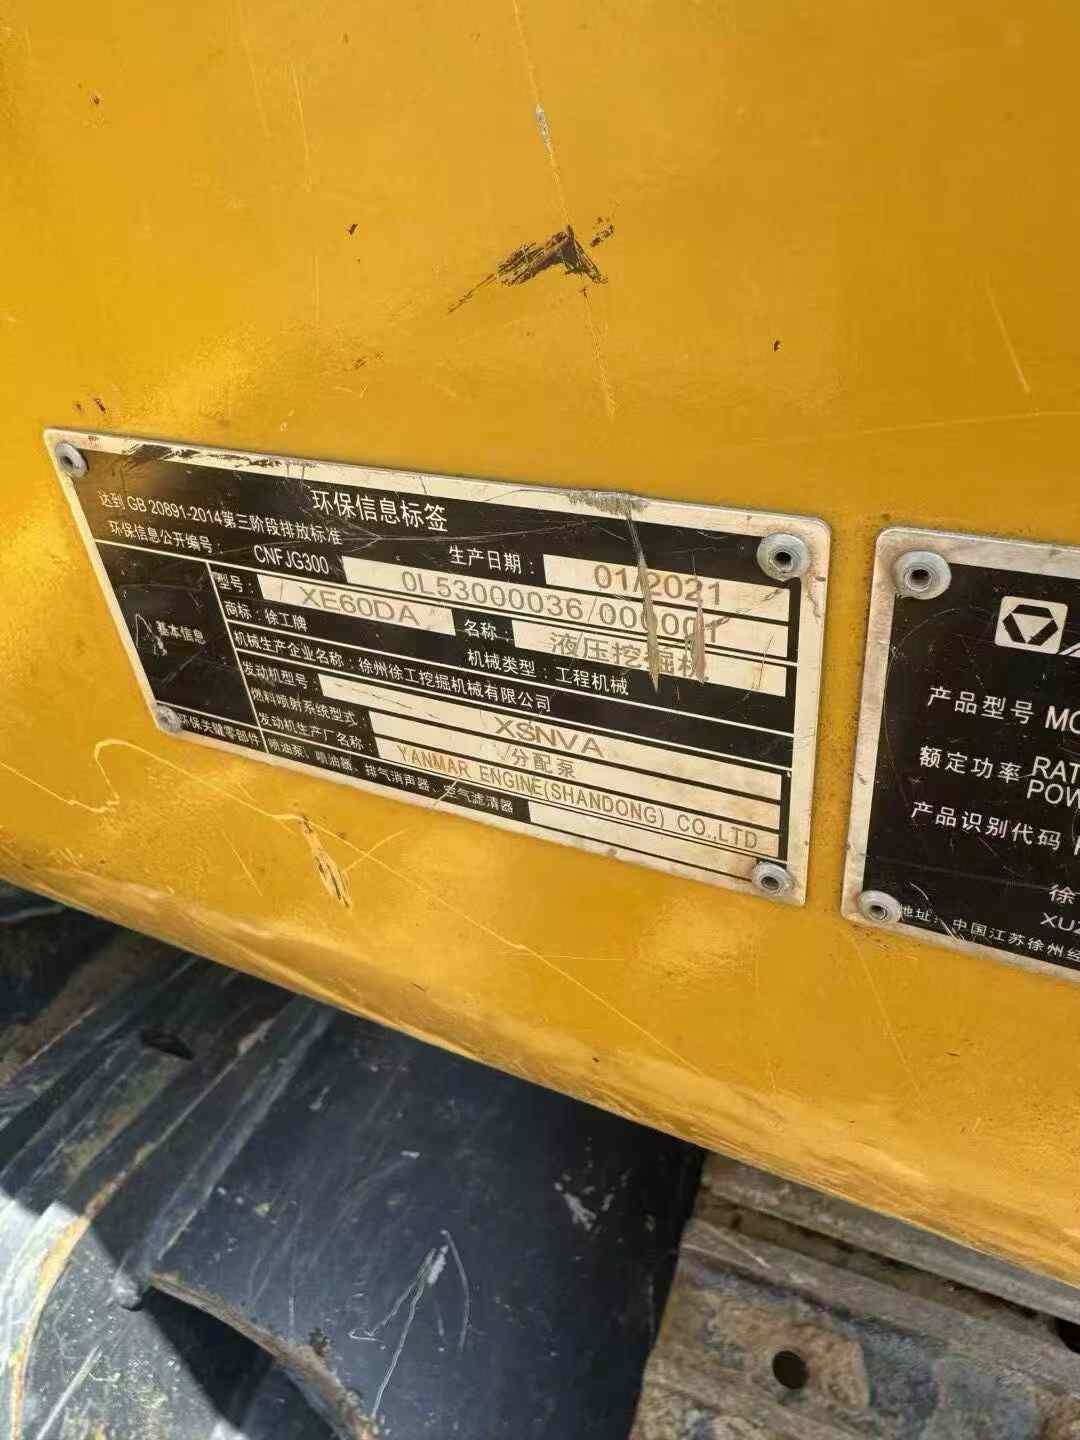 环保信息标签
达到 GB 20891-2014第三阶段排放标准
生产日期: 01/2021
环保信息公开编号: CNFJG300 0L53000036/000001
基本信息
型号: XE60DA 名称: 液压挖掘机
商标: 徐工牌 机械类型: 工程机械
机械生产企业名称: 徐州徐工挖掘机械有限公司
发动机型号: XSNVA
燃料喷射系统型式: 分配泵
发动机生产厂名称: YANMAR ENGINE(SHANDONG) CO.,LTD
环保关键零部件 喷油泵、喷油器、排气消声器、空气滤清器
产品型号 MO
额定功率 RAT
POW
产品识别代码
徐
XUZ
地址: 中国江苏徐州经